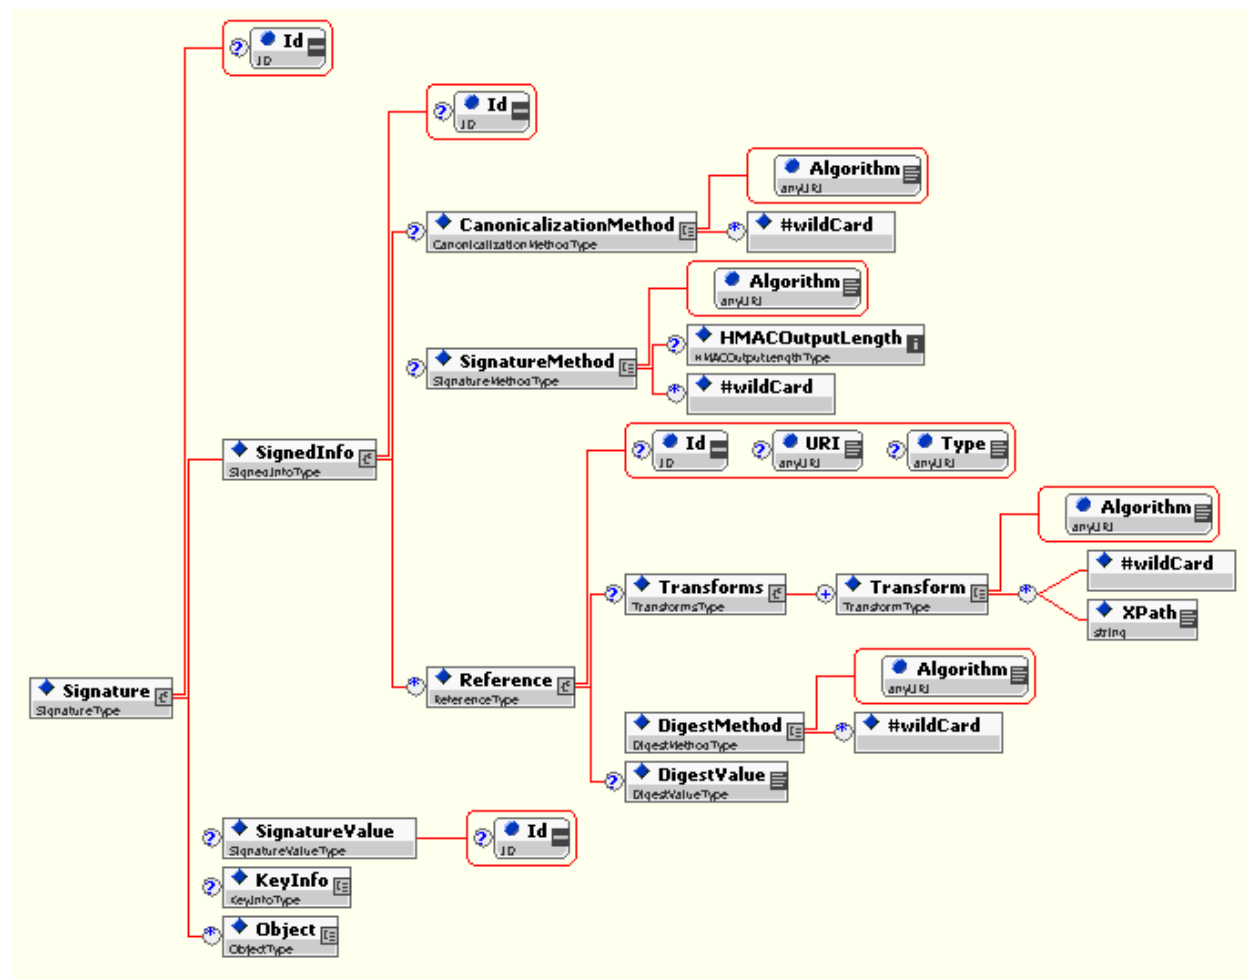 ? Id
ID
? Id
ID
Algorithm
anyURI
? CanonicalizationMethod
CanonicalizationMethodType
* #wildCard
Algorithm
anyURI
? HMACOutputLength
HMACOutputLengthType
? SignatureMethod
SignatureMethodType
* #wildCard
? Id ? URI ? Type
ID anyURI anyURI
SignedInfo
SignedInfoType
Algorithm
anyURI
#wildCard
? Transforms + Transform *
TransformsType TransformType
XPath
string
Algorithm
anyURI
* Reference
ReferenceType
Signature
SignatureType
DigestMethod * #wildCard
DigestMethodType
? DigestValue
DigestValueType
? SignatureValue ? Id
SignatureValueType ID
? KeyInfo
KeyInfoType
* Object
ObjectType